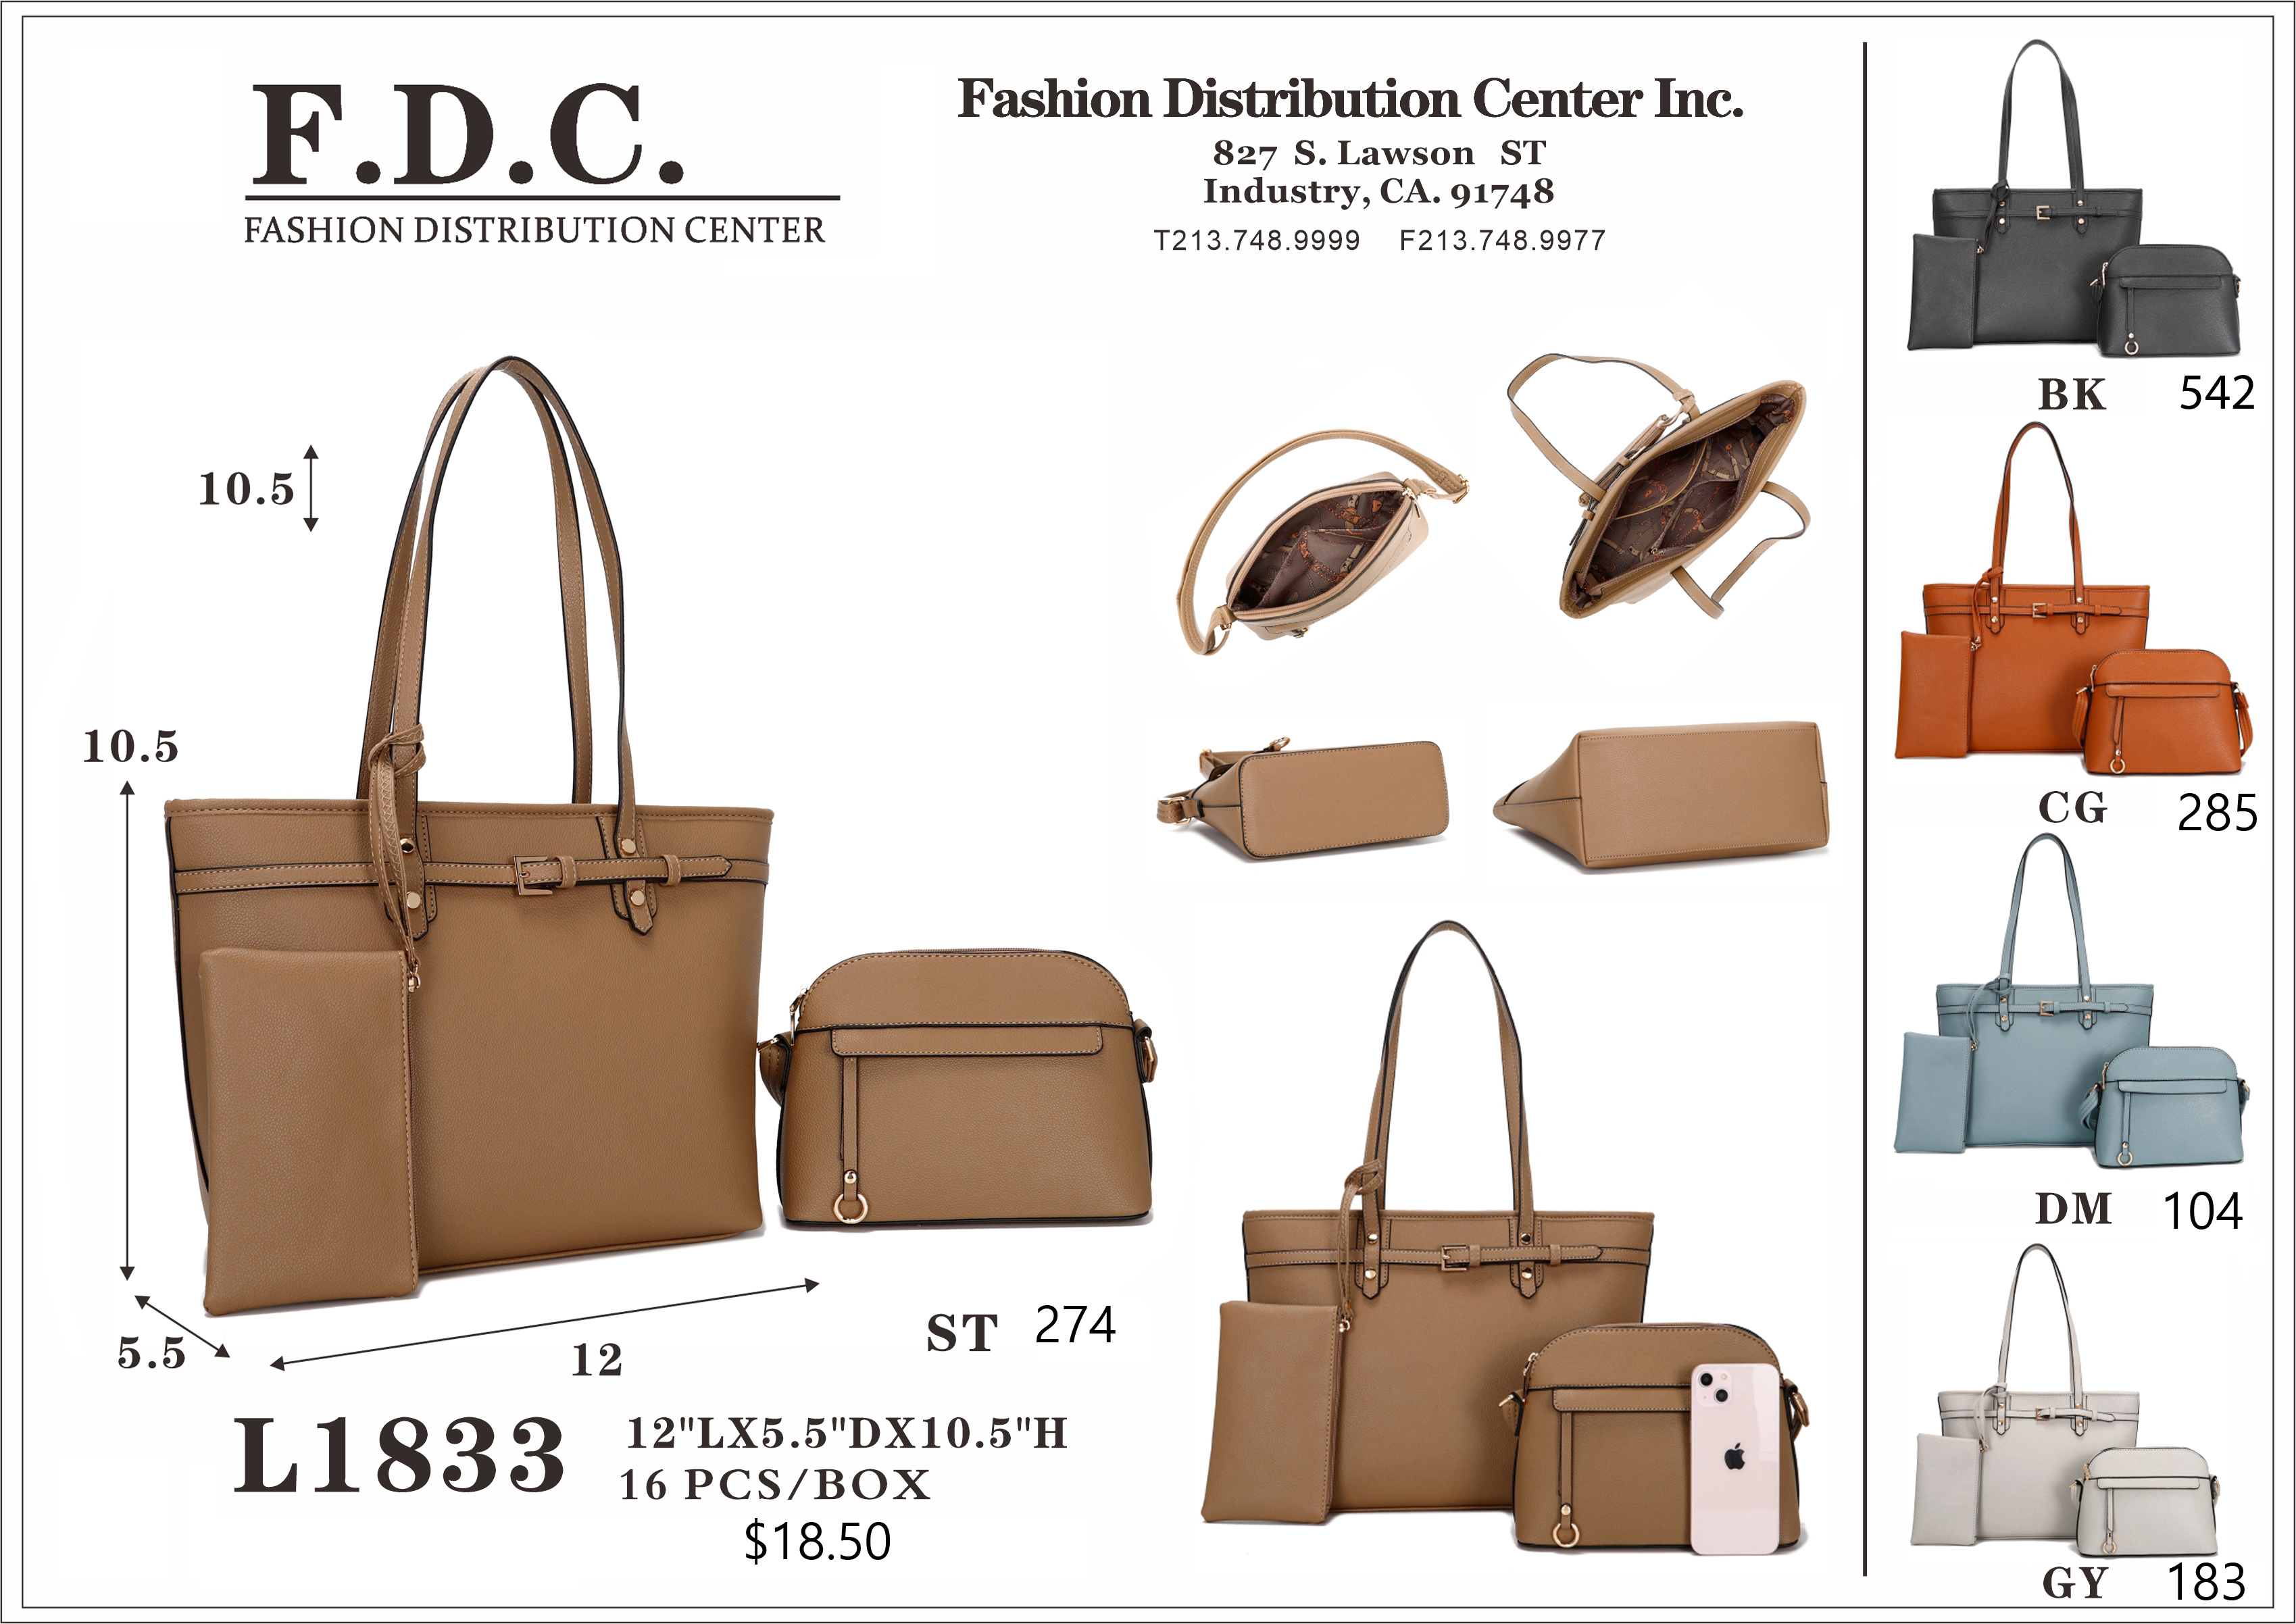 F.D.C.
FASHION DISTRIBUTION CENTER
Fashion Distribution Center Inc.
827 S. Lawson ST
Industry, CA. 91748
T213.748.9999 F213.748.9977
10.5
10.5
5.5
12
ST 274
L1833
12"LX5.5"DX10.5"H
16 PCS/BOX
$18.50
BK 542
CG 285
DM 104
GY 183